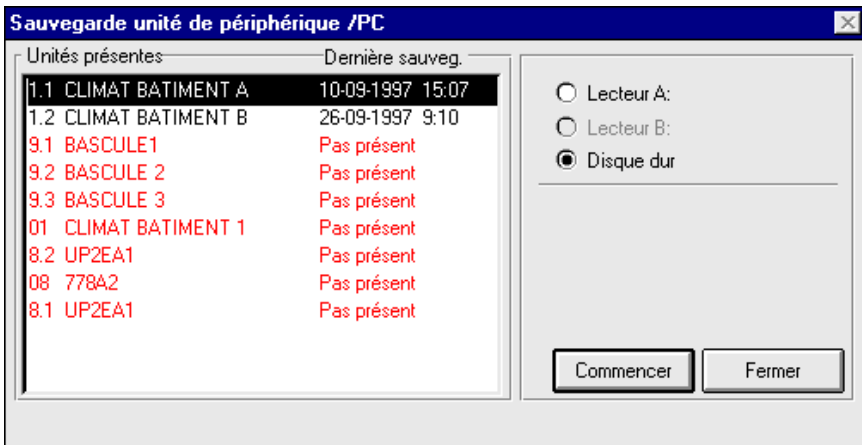 Sauvegarde unité de périphérique /PC
Unités présentes Dernière sauveg.
1.1 CLIMAT BATIMENT A 10-09-1997 15:07
1.2 CLIMAT BATIMENT B 26-09-1997 9:10
9.1 BASCULE1 Pas présent
9.2 BASCULE 2 Pas présent
9.3 BASCULE 3 Pas présent
01 CLIMAT BATIMENT 1 Pas présent
8.2 UP2EA1 Pas présent
08 778A2 Pas présent
8.1 UP2EA1 Pas présent
Lecteur A:
Lecteur B:
Disque dur
Commencer Fermer